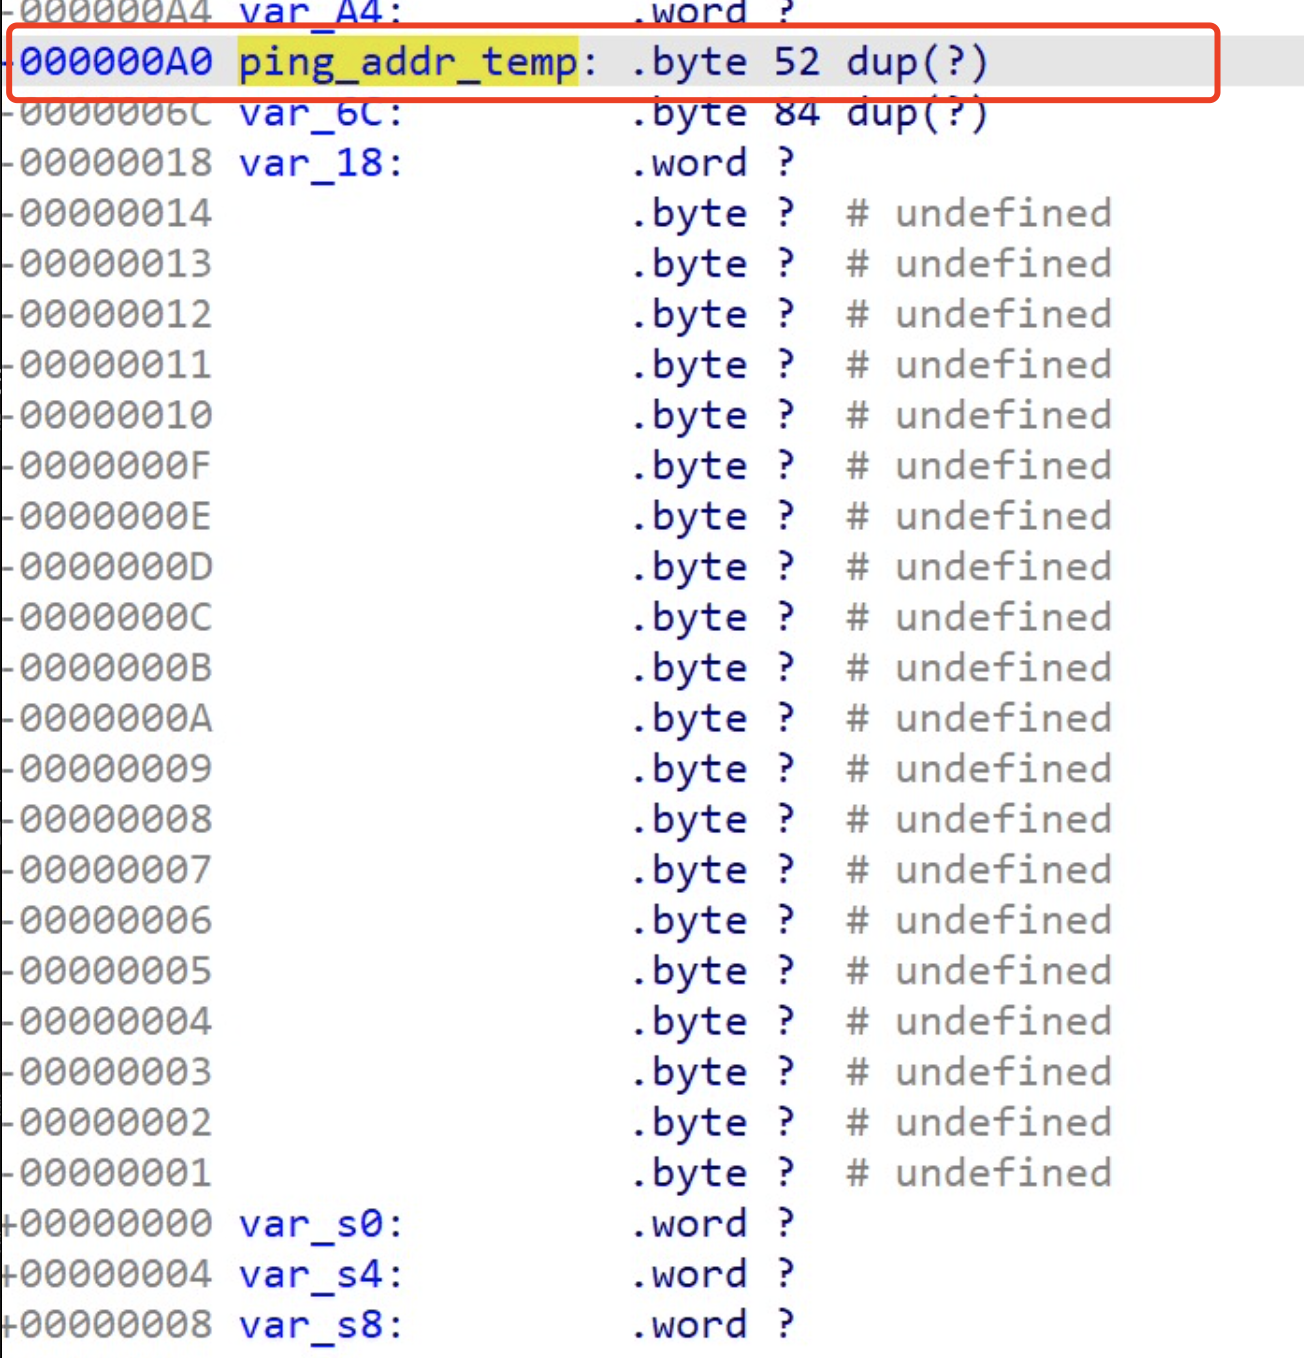 -000000A4 var_A4: .word ?
-000000A0 ping_addr_temp: .byte 52 dup(?)
-0000006C var_6C: .byte 84 dup(?)
-00000018 var_18: .word ?
-00000014 .byte ? # undefined
-00000013 .byte ? # undefined
-00000012 .byte ? # undefined
-00000011 .byte ? # undefined
-00000010 .byte ? # undefined
-0000000F .byte ? # undefined
-0000000E .byte ? # undefined
-0000000D .byte ? # undefined
-0000000C .byte ? # undefined
-0000000B .byte ? # undefined
-0000000A .byte ? # undefined
-00000009 .byte ? # undefined
-00000008 .byte ? # undefined
-00000007 .byte ? # undefined
-00000006 .byte ? # undefined
-00000005 .byte ? # undefined
-00000004 .byte ? # undefined
-00000003 .byte ? # undefined
-00000002 .byte ? # undefined
-00000001 .byte ? # undefined
+00000000 var_s0: .word ?
+00000004 var_s4: .word ?
+00000008 var_s8: .word ?